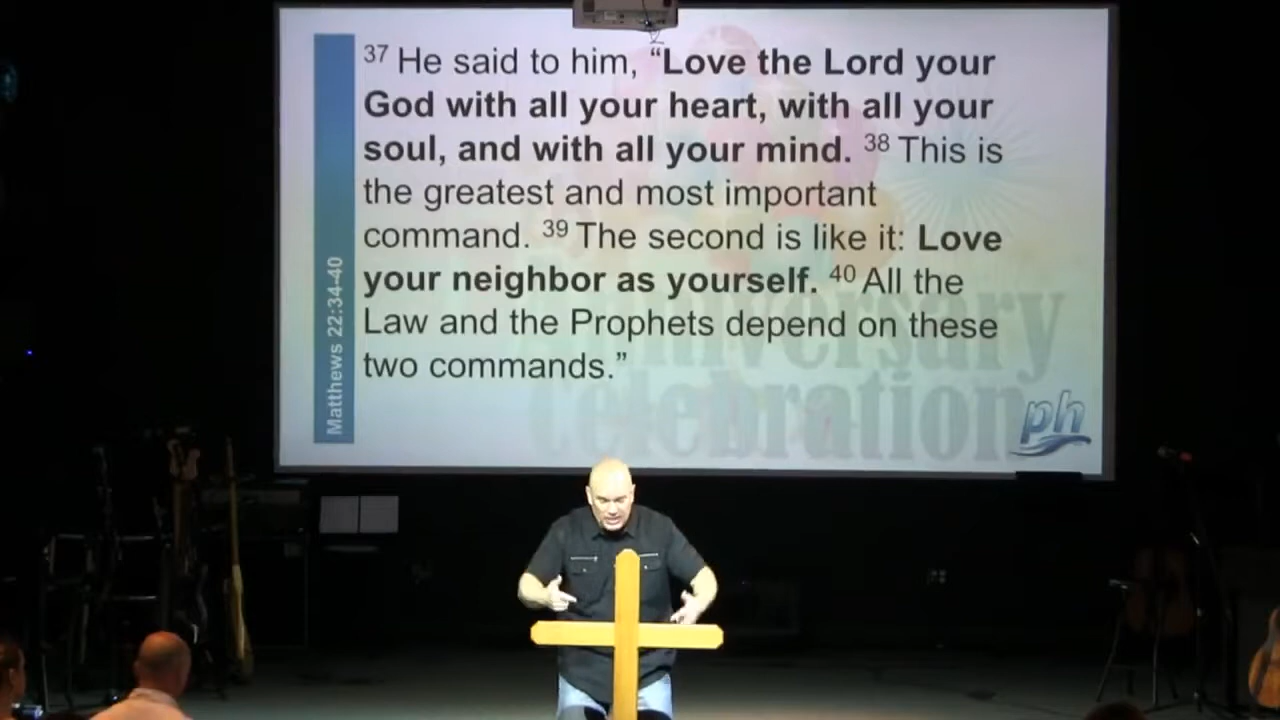 37 He said to him, “Love the Lord your
God with all your heart, with all your
soul, and with all your mind. 38 This is
the greatest and most important
command. 39 The second is like it: Love
your neighbor as yourself. 40 All the
Law and the Prophets depend on these
two commands.”
Matthews 22:34-40
Anniversary
Celebration
ph